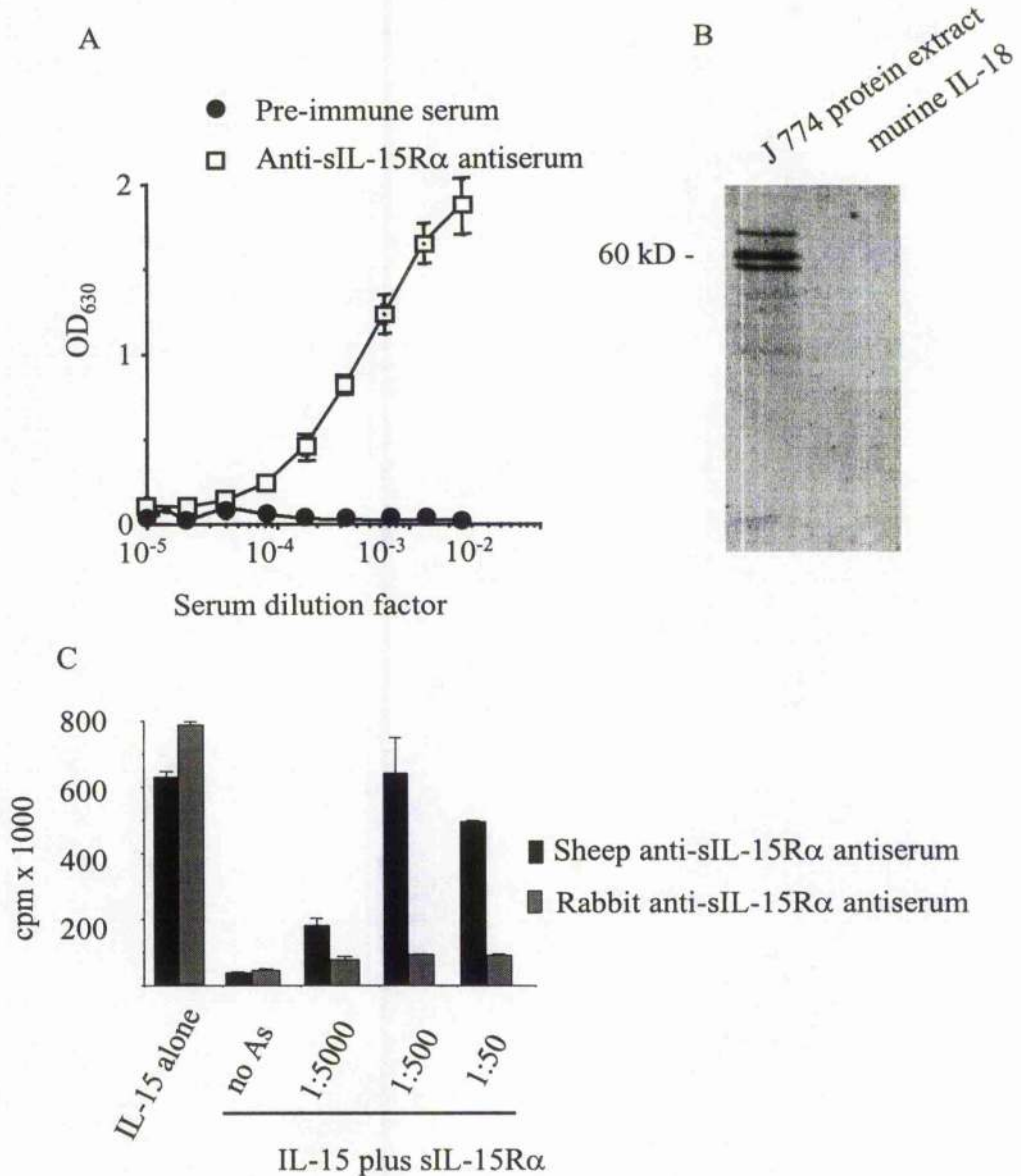 A
Pre-immune serum
Anti-sIL-15Rα antiserum
2
1
0
OD630
10-5
10-4
10-3
10-2
Serum dilution factor
B
J 774 protein extract
murine IL-18
60 kD -
C
800
600
400
200
cpm x 1000
Sheep anti-sIL-15Rα antiserum
Rabbit anti-sIL-15Rα antiserum
IL-15 alone
no As
1:5000
1:500
1:50
IL-15 plus sIL-15Rα